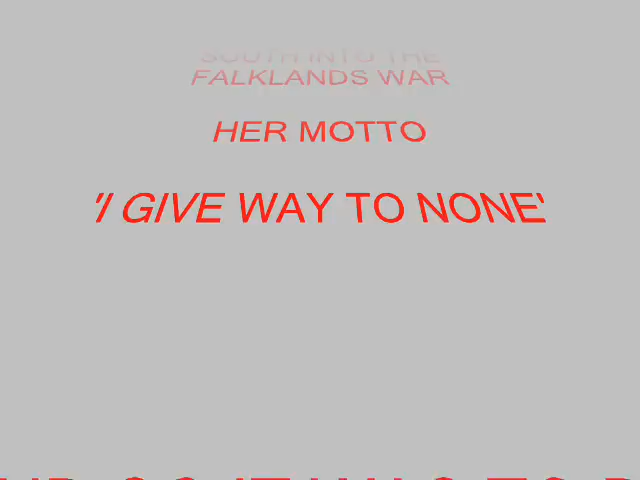 SOUTH INTO THE
FALKLANDS WAR
HER MOTTO
'I GIVE WAY TO NONE'